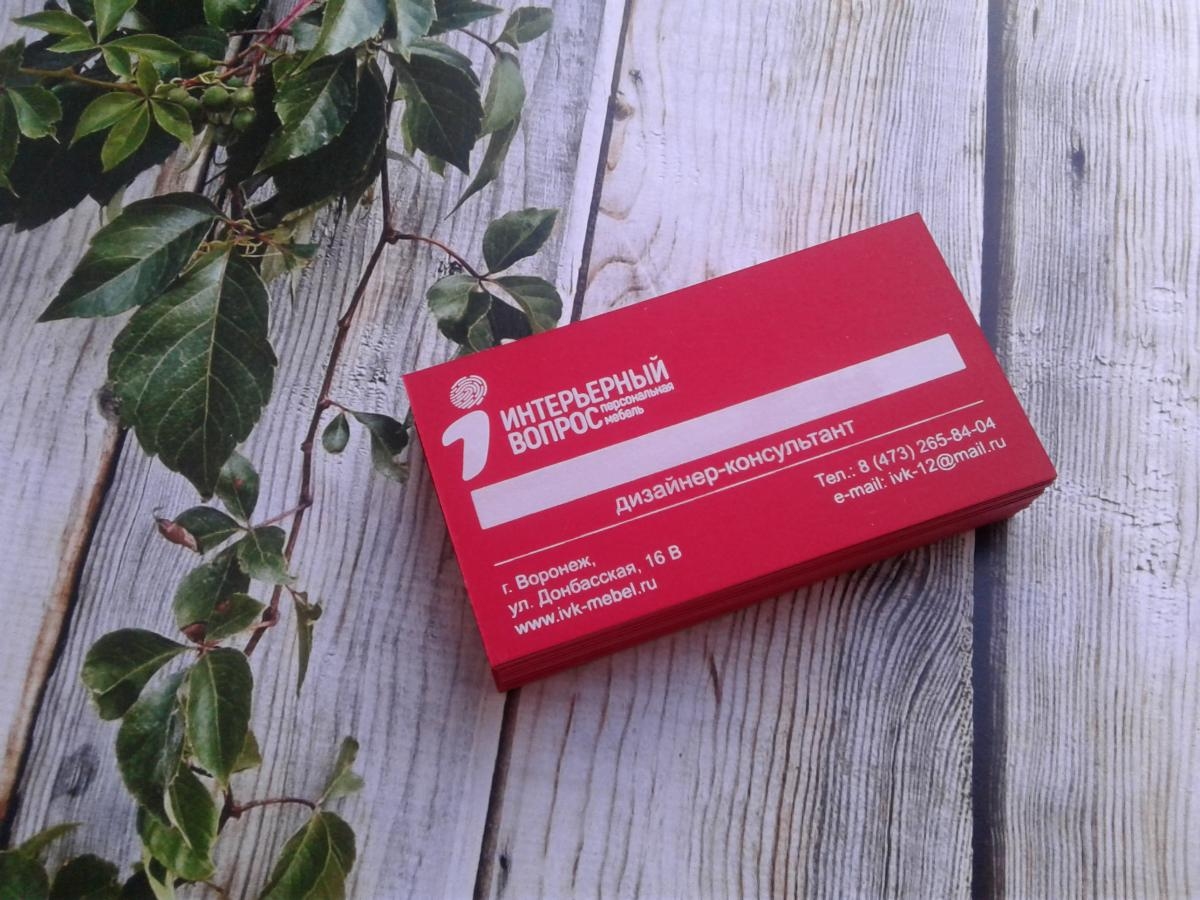 ИНТЕРЬЕРНЫЙ
ВОПРОС персональная
мебель
дизайнер-консультант
Тел.: 8 (473) 265-84-04
e-mail: ivk-12@mail.ru
г. Воронеж,
ул. Донбасская, 16 В
www.ivk-mebel.ru